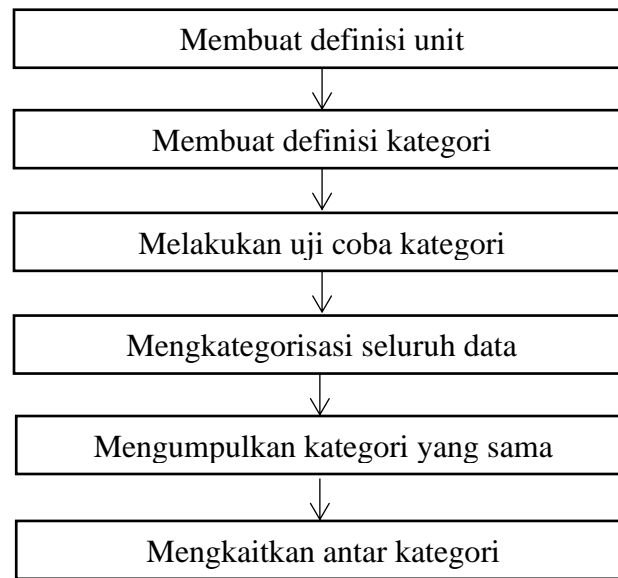 Membuat definisi unit
Membuat definisi kategori
Melakukan uji coba kategori
Mengkategorisasi seluruh data
Mengumpulkan kategori yang sama
Mengkaitkan antar kategori